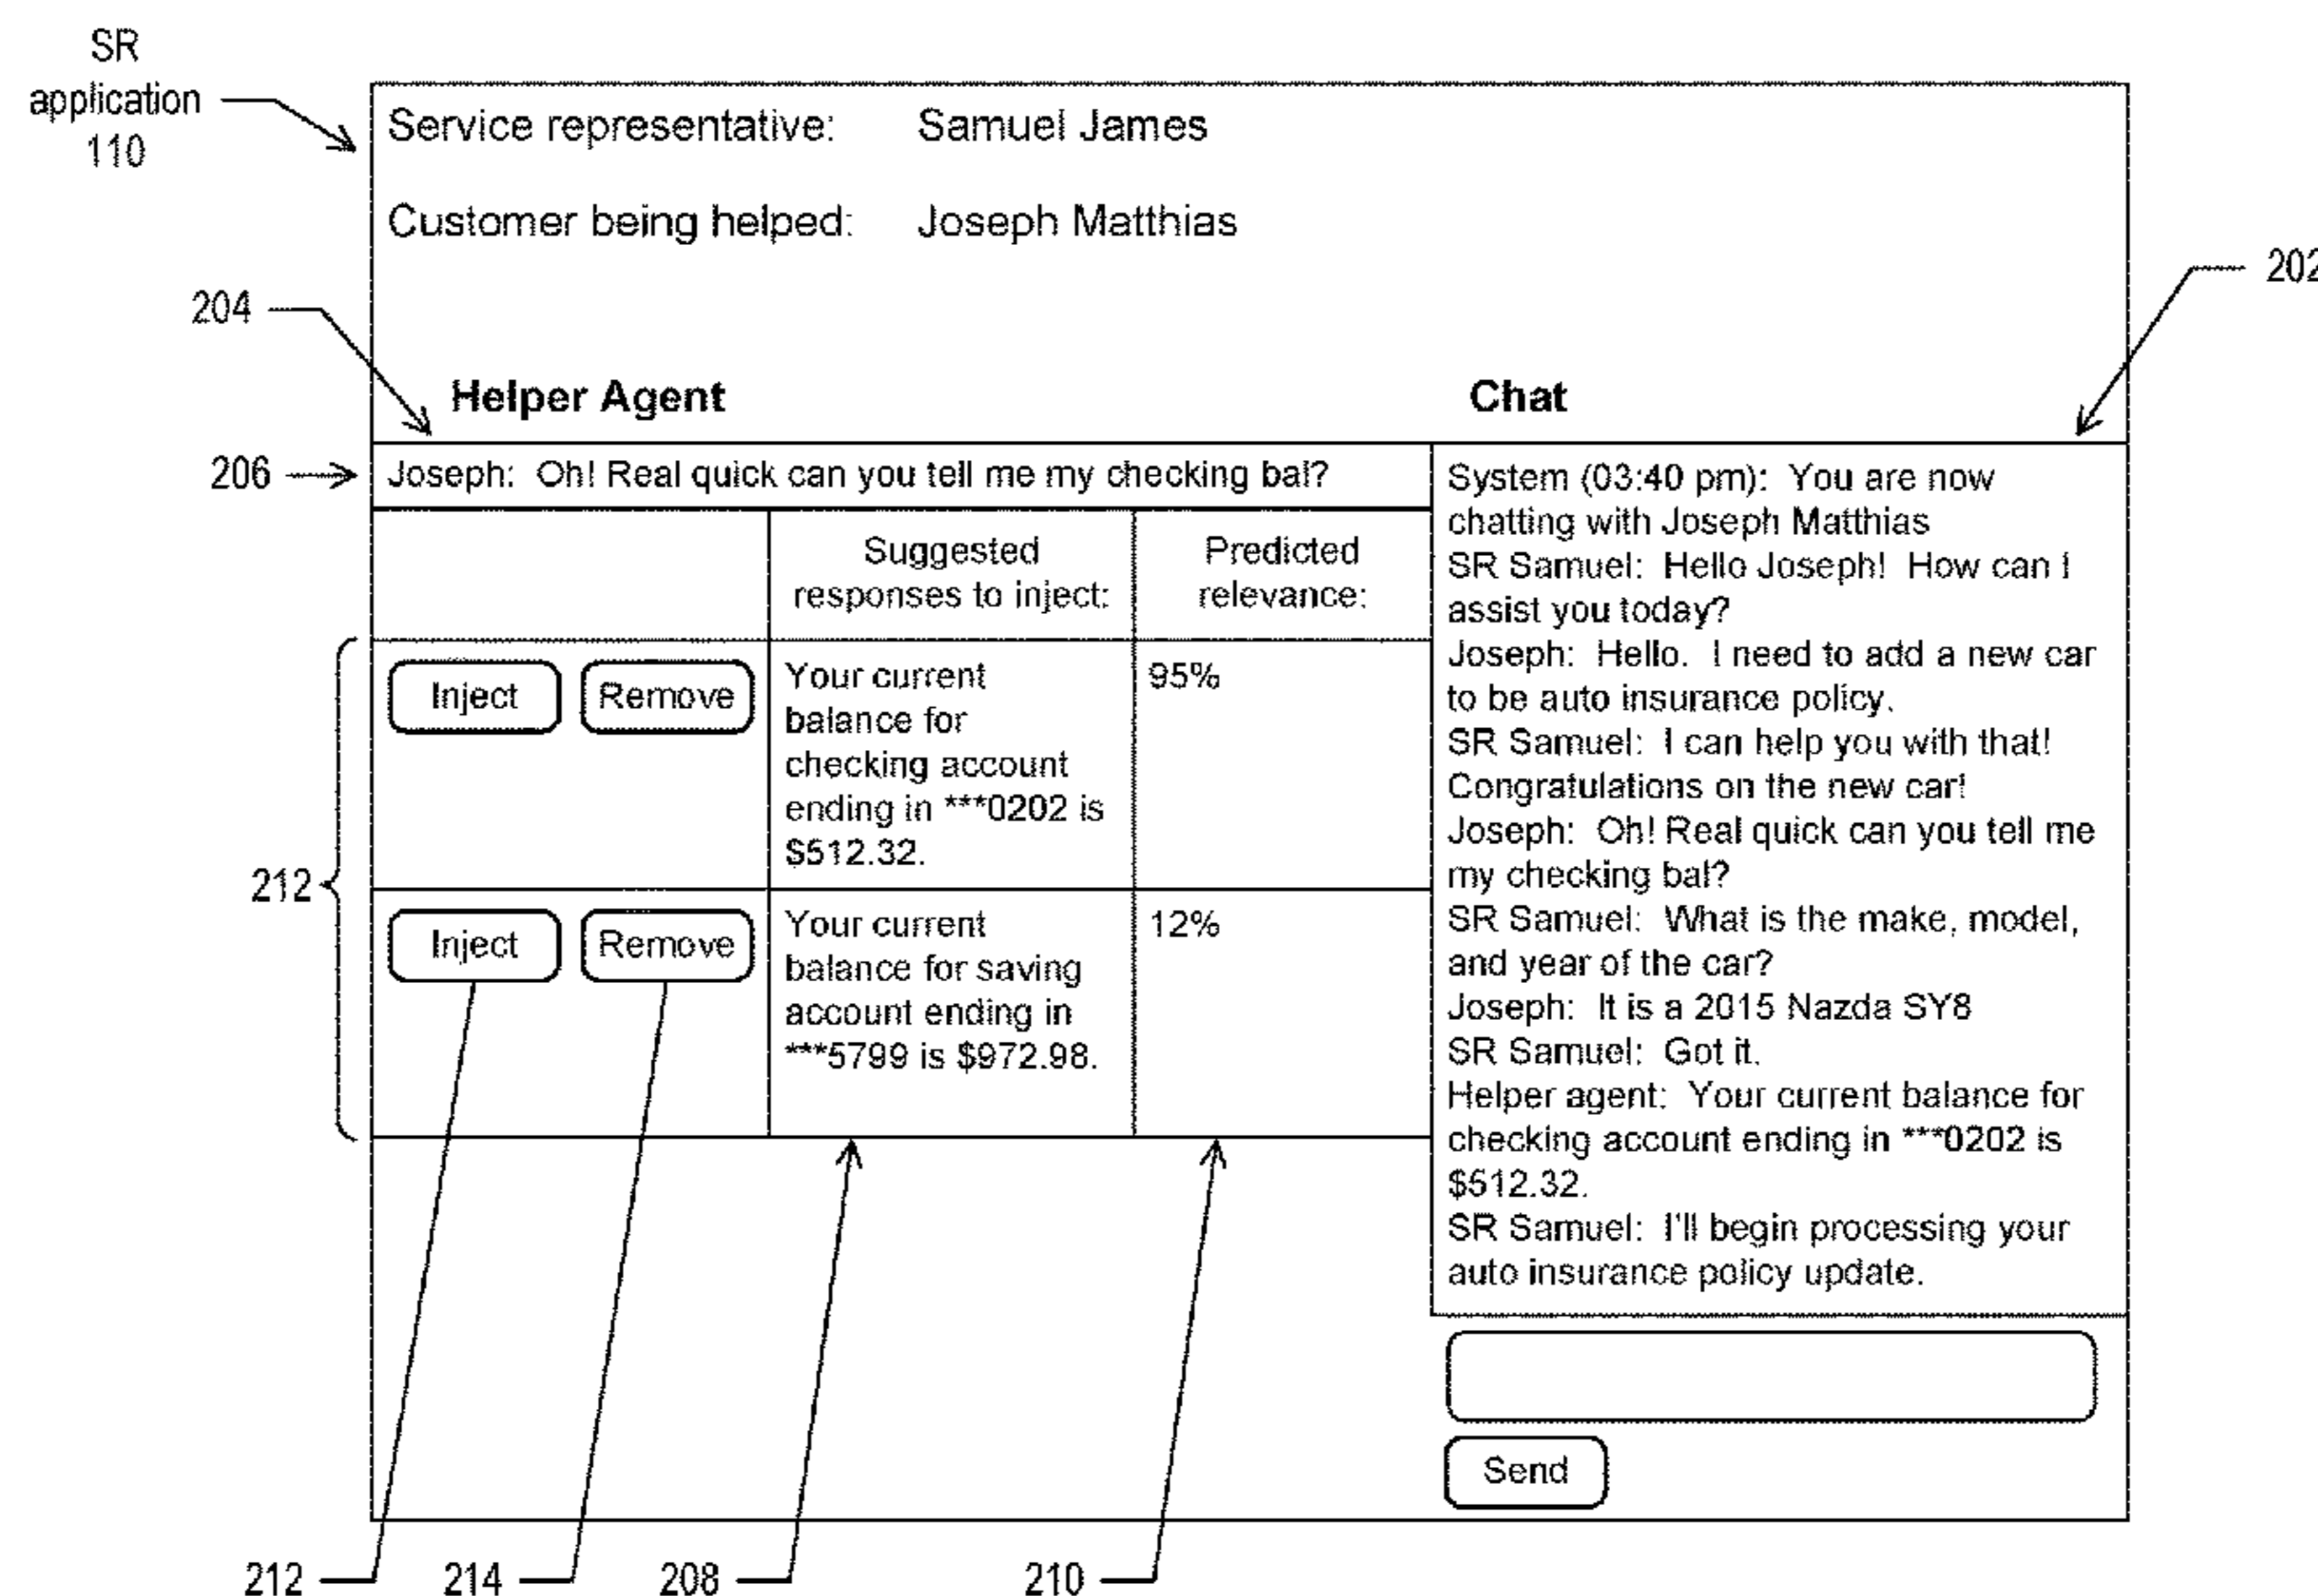 SR
application
110
Service representative: Samuel James
Customer being helped: Joseph Matthias
202
204
Helper Agent
Chat
206
Joseph: Oh! Real quick can you tell me my checking bal?
Suggested
responses to inject:
Predicted
relevance:
212
Inject
Remove
Your current
balance for
checking account
ending in ***0202 is
$512.32.
95%
Inject
Remove
Your current
balance for saving
account ending in
***5799 is $972.98.
12%
System (03:40 pm): You are now
chatting with Joseph Matthias
SR Samuel: Hello Joseph! How can I
assist you today?
Joseph: Hello. I need to add a new car
to be auto insurance policy.
SR Samuel: I can help you with that!
Congratulations on the new car!
Joseph: Oh! Real quick can you tell me
my checking bal?
SR Samuel: What is the make, model,
and year of the car?
Joseph: It is a 2015 Nazda SY8
SR Samuel: Got it.
Helper agent: Your current balance for
checking account ending in ***0202 is
$512.32.
SR Samuel: I'll begin processing your
auto insurance policy update.
Send
212
214
208
210